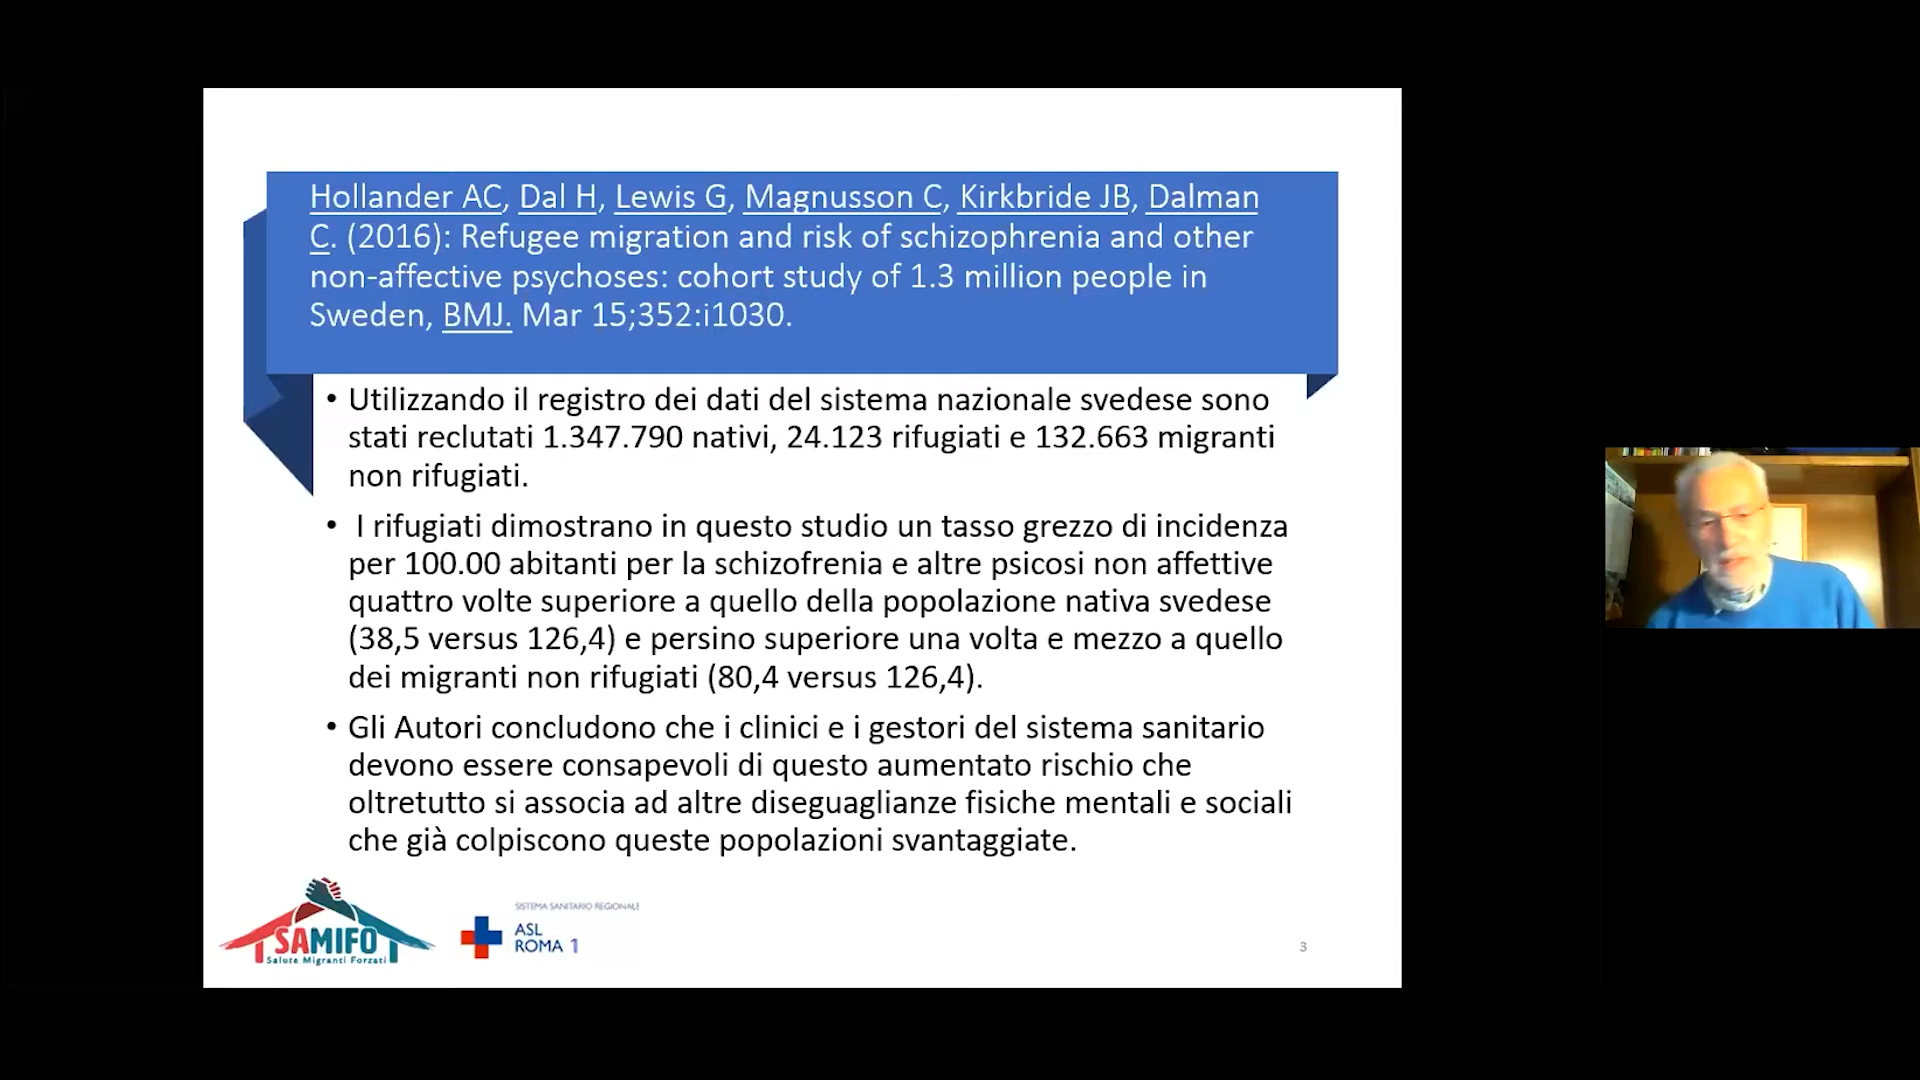 Hollander AC, Dal H, Lewis G, Magnusson C, Kirkbride JB, Dalman
C. (2016): Refugee migration and risk of schizophrenia and other
non-affective psychoses: cohort study of 1.3 million people in
Sweden, BMJ. Mar 15;352:i1030.
• Utilizzando il registro dei dati del sistema nazionale svedese sono
stati reclutati 1.347.790 nativi, 24.123 rifugiati e 132.663 migranti
non rifugiati.
• I rifugiati dimostrano in questo studio un tasso grezzo di incidenza
per 100.00 abitanti per la schizofrenia e altre psicosi non affettive
quattro volte superiore a quello della popolazione nativa svedese
(38,5 versus 126,4) e persino superiore una volta e mezzo a quello
dei migranti non rifugiati (80,4 versus 126,4).
• Gli Autori concludono che i clinici e i gestori del sistema sanitario
devono essere consapevoli di questo aumentato rischio che
oltretutto si associa ad altre diseguaglianze fisiche mentali e sociali
che già colpiscono queste popolazioni svantaggiate.
SAMIFO
Salute Migranti Forzati
SISTEMA SANITARIO REGIONALE
ASL
ROMA 1
3